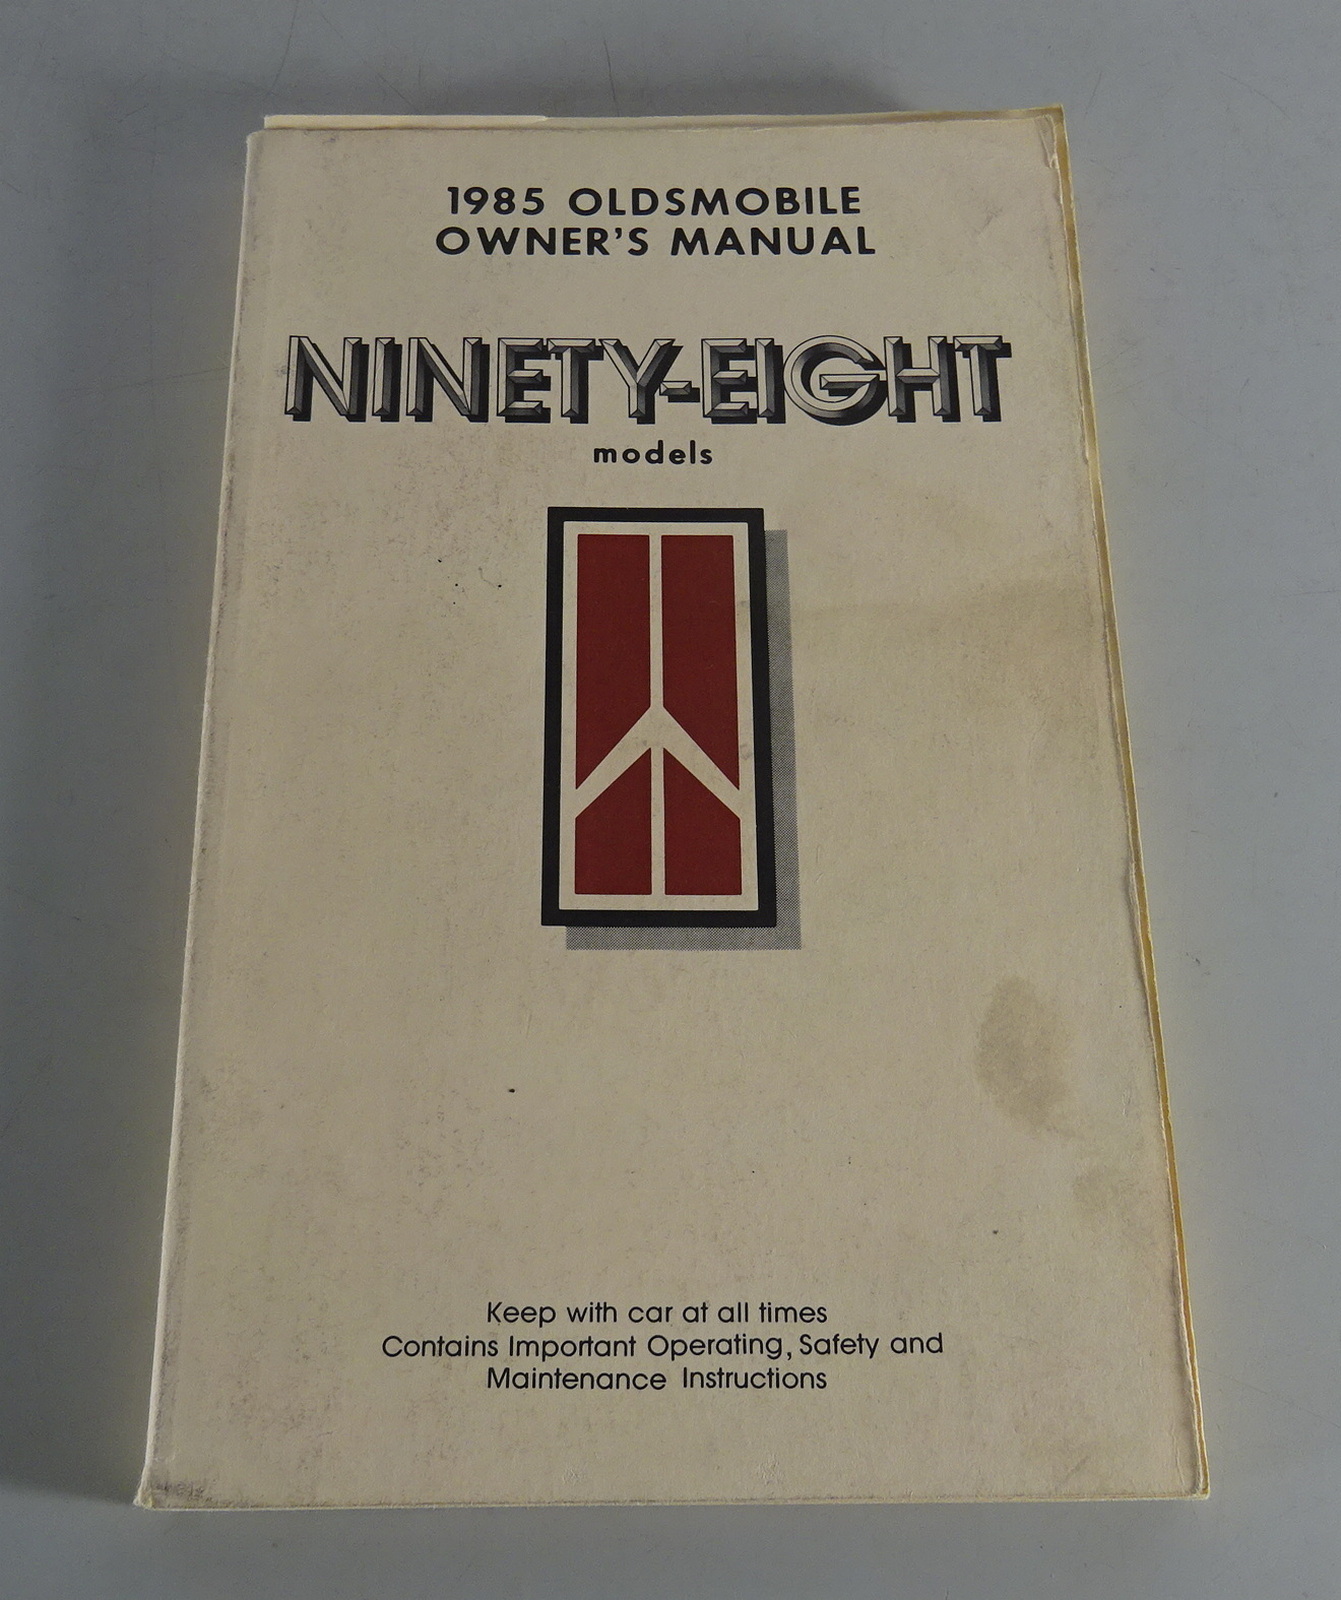 1985 OLDSMOBILE
OWNER'S MANUAL
NINETY-EIGHT
models
Keep with car at all times
Contains Important Operating, Safety and
Maintenance Instructions